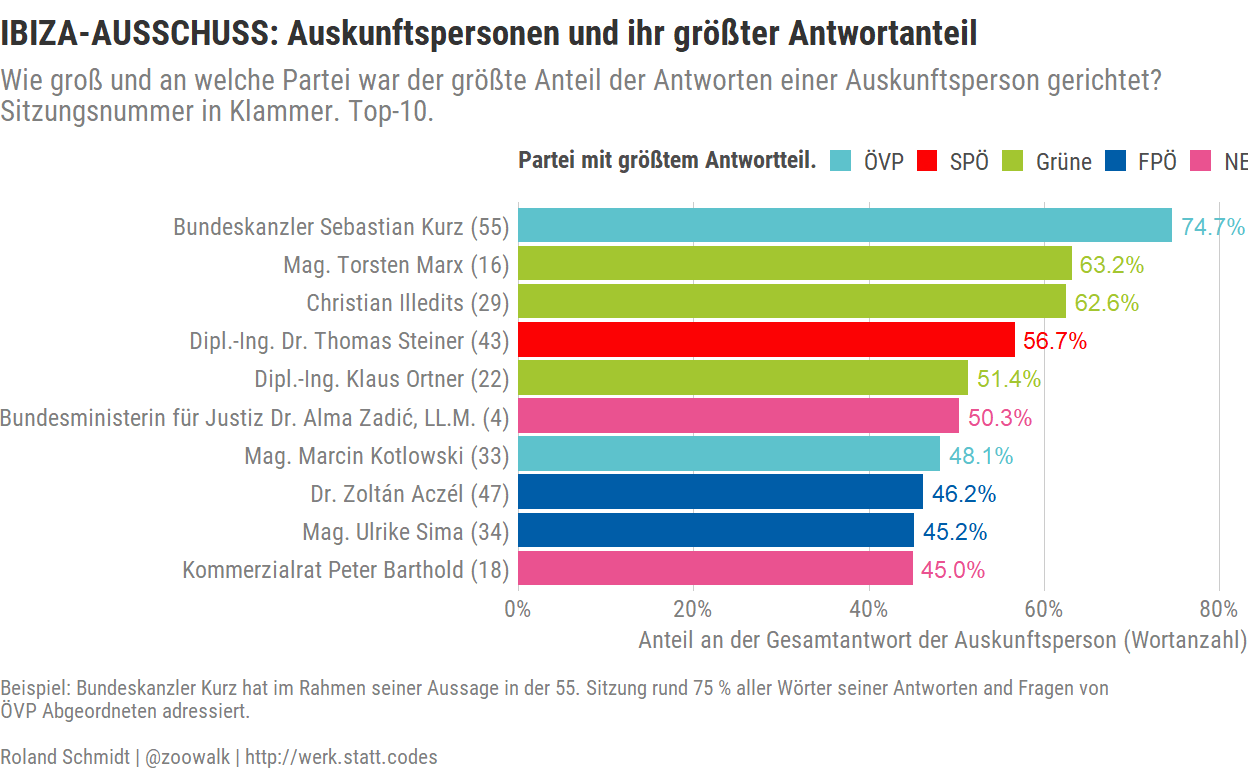 IBIZA-AUSSCHUSS: Auskunftspersonen und ihr größter Antwortanteil
Wie groß und an welche Partei war der größte Anteil der Antworten einer Auskunftsperson gerichtet?
Sitzungsnummer in Klammer. Top-10.
Partei mit größtem Antwortteil. ÖVP SPÖ Grüne FPÖ NE
Bundeskanzler Sebastian Kurz (55) 74.7%
Mag. Torsten Marx (16) 63.2%
Christian Illedits (29) 62.6%
Dipl.-Ing. Dr. Thomas Steiner (43) 56.7%
Dipl.-Ing. Klaus Ortner (22) 51.4%
Bundesministerin für Justiz Dr. Alma Zadić, LL.M. (4) 50.3%
Mag. Marcin Kotlowski (33) 48.1%
Dr. Zoltán Aczél (47) 46.2%
Mag. Ulrike Sima (34) 45.2%
Kommerzialrat Peter Barthold (18) 45.0%
0% 20% 40% 60% 80%
Anteil an der Gesamtantwort der Auskunftsperson (Wortanzahl)
Beispiel: Bundeskanzler Kurz hat im Rahmen seiner Aussage in der 55. Sitzung rund 75 % aller Wörter seiner Antworten and Fragen von
ÖVP Abgeordneten adressiert.
Roland Schmidt | @zoowalk | http://werk.statt.codes